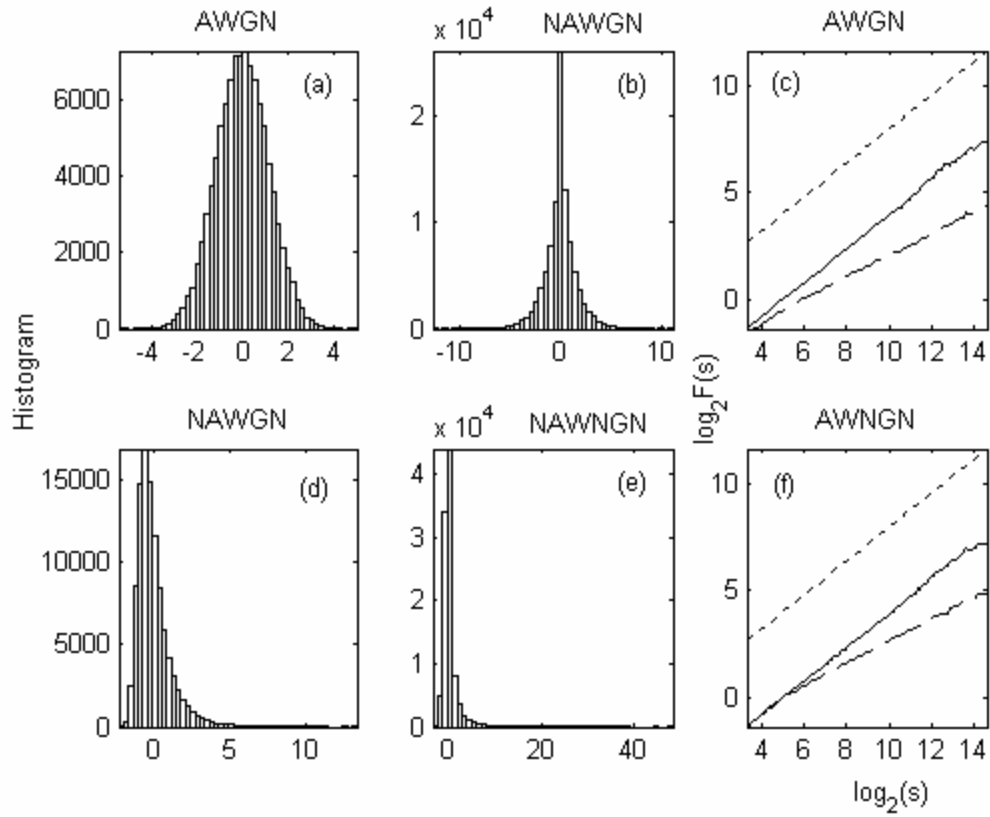 AWGN
(a)
6000
4000
2000
0
-4 -2 0 2 4
x 10^4
NAWGN
(b)
2
1
0
-10 0 10
AWGN
(c)
10
5
0
4 6 8 10 12 14
Histogram
log2F(s)
NAWGN
(d)
15000
10000
5000
0
0 5 10
x 10^4
NAWNGN
(e)
4
3
2
1
0
0 20 40
AWNGN
(f)
10
5
0
4 6 8 10 12 14
log2(s)